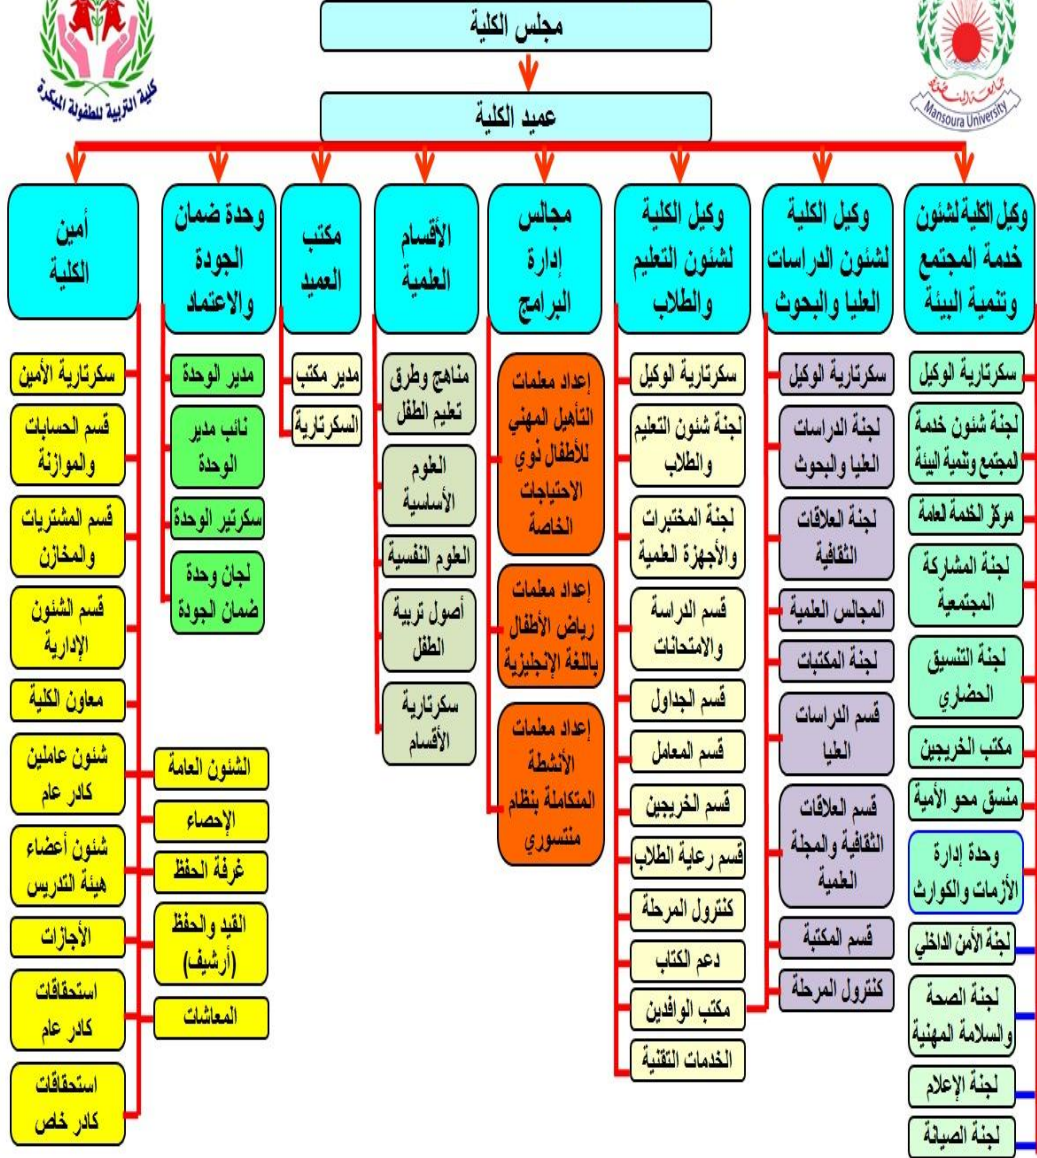 كلية التربية للطفولة المبكرة
جامعة المنصورة
Mansoura University
مجلس الكلية
عميد الكلية
وكيل الكلية لشئون
خدمة المجتمع
وتنمية البيئة
سكرتارية الوكيل
لجنة شئون خدمة
المجتمع وتنمية البيئة
مركز الخدمة العامة
لجنة المشاركة
المجتمعية
لجنة التنسيق
الحضاري
مكتب الخريجين
منسق محو الأمية
وحدة إدارة
الأزمات والكوارث
لجنة الأمن الداخلي
لجنة الصحة
والسلامة المهنية
لجنة الإعلام
لجنة الصيانة
وكيل الكلية
لشئون الدراسات
العليا والبحوث
سكرتارية الوكيل
لجنة الدراسات
العليا والبحوث
لجنة العلاقات
الثقافية
المجالس العلمية
لجنة المكتبات
قسم الدراسات
العليا
قسم العلاقات
الثقافية والمجلة
العلمية
قسم المكتبة
كنترول المرحلة
وكيل الكلية
لشئون التعليم
والطلاب
سكرتارية الوكيل
لجنة شئون التعليم
والطلاب
لجنة المختبرات
والأجهزة العلمية
قسم الدراسة
والامتحانات
قسم الجداول
قسم المعامل
قسم الخريجين
قسم رعاية الطلاب
كنترول المرحلة
دعم الكتاب
مكتب الوافدين
الخدمات التقنية
مجالس
إدارة
البرامج
إعداد معلمات
التأهيل المهني
للأطفال ذوي
الاحتياجات
الخاصة
إعداد معلمات
رياض الأطفال
باللغة الإنجليزية
إعداد معلمات
الأنشطة
المتكاملة بنظام
منتسوري
الأقسام
العلمية
مناهج وطرق
تعليم الطفل
العلوم
الأساسية
العلوم النفسية
أصول تربية
الطفل
سكرتارية
الأقسام
مكتب
العميد
مدير مكتب
السكرتارية
وحدة ضمان
الجودة
والاعتماد
مدير الوحدة
نائب مدير
الوحدة
سكرتير الوحدة
لجان وحدة
ضمان الجودة
أمين
الكلية
سكرتارية الأمين
قسم الحسابات
والموازنة
قسم المشتريات
والمخازن
قسم الشئون
الإدارية
معاون الكلية
شئون عاملين
كادر عام
شئون أعضاء
هيئة التدريس
الأجازات
استحقاقات
كادر عام
استحقاقات
كادر خاص
الشئون العامة
الإحصاء
غرفة الحفظ
القيد والحفظ
(أرشيف)
المعاشات